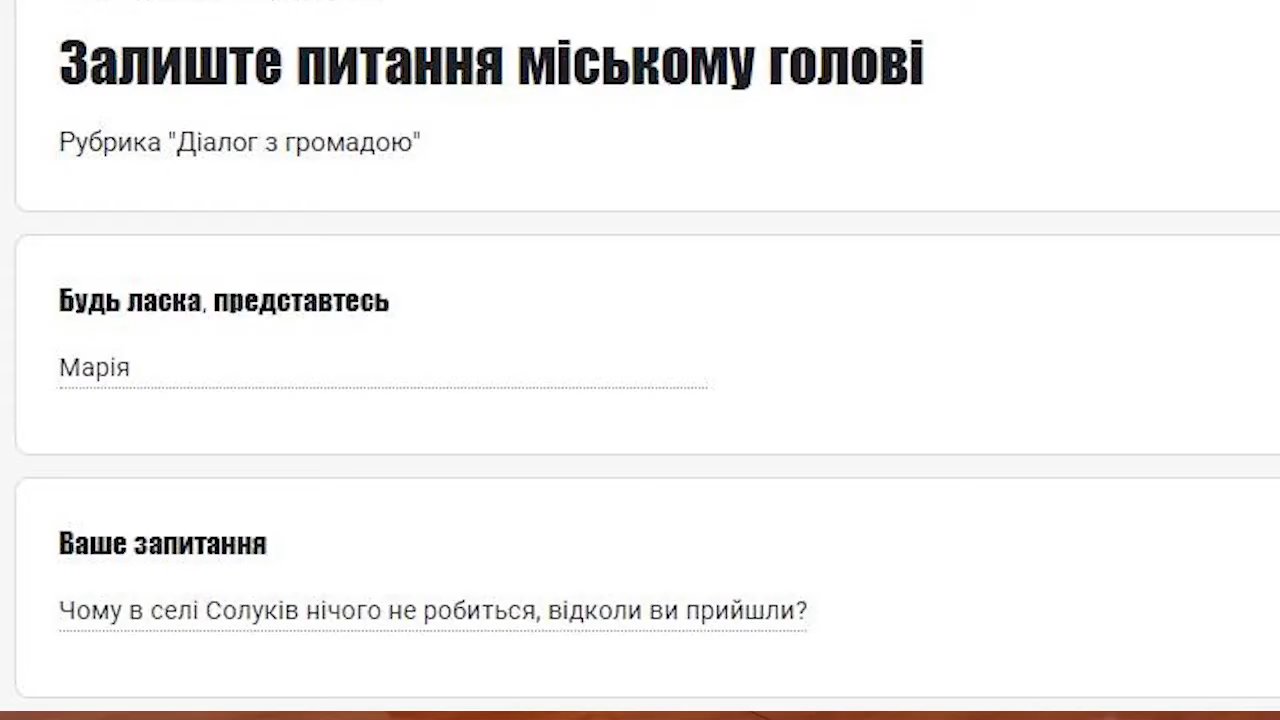 Залиште питання міському голові
Рубрика "Діалог з громадою"
Будь ласка, представтесь
Марія
Ваше запитання
Чому в селі Солуків нічого не робиться, відколи ви прийшли?